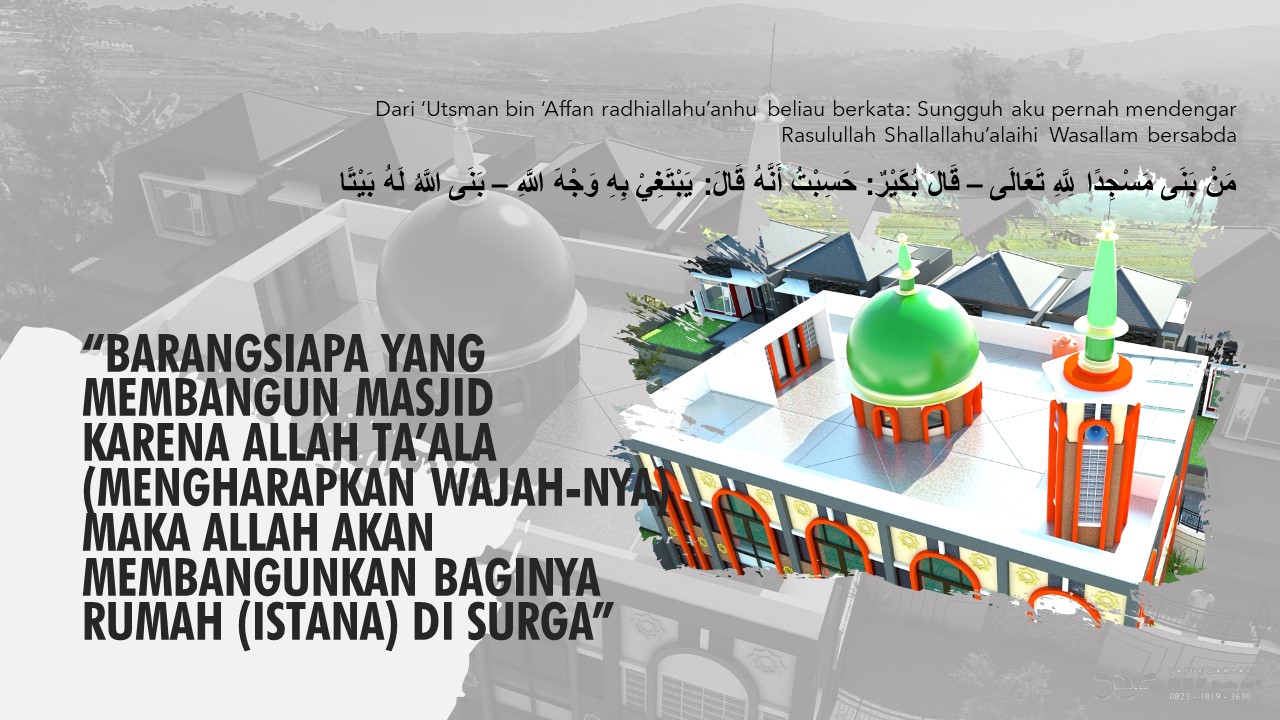 Dari ‘Utsman bin ‘Affan radhiallahu’anhu beliau berkata: Sungguh aku pernah mendengar
Rasulullah Shallallahu’alaihi Wasallam bersabda
مَنْ بَنَى مَسْجِدًا لِلَّهِ تَعَالَى – قَالَ بُكَيْرٌ: حَسِبْتُ أَنَّهُ قَالَ: يَبْتَغِيْ بِهِ وَجْهَ اللهِ – بَنَى اللهُ لَهُ بَيْتًا
“BARANGSIAPA YANG
MEMBANGUN MASJID
KARENA ALLAH TA’ALA
(MENGHARAPKAN WAJAH-NYA)
MAKA ALLAH AKAN
MEMBANGUNKAN BAGINYA
RUMAH (ISTANA) DI SURGA”
0823 - 1819 - 3630